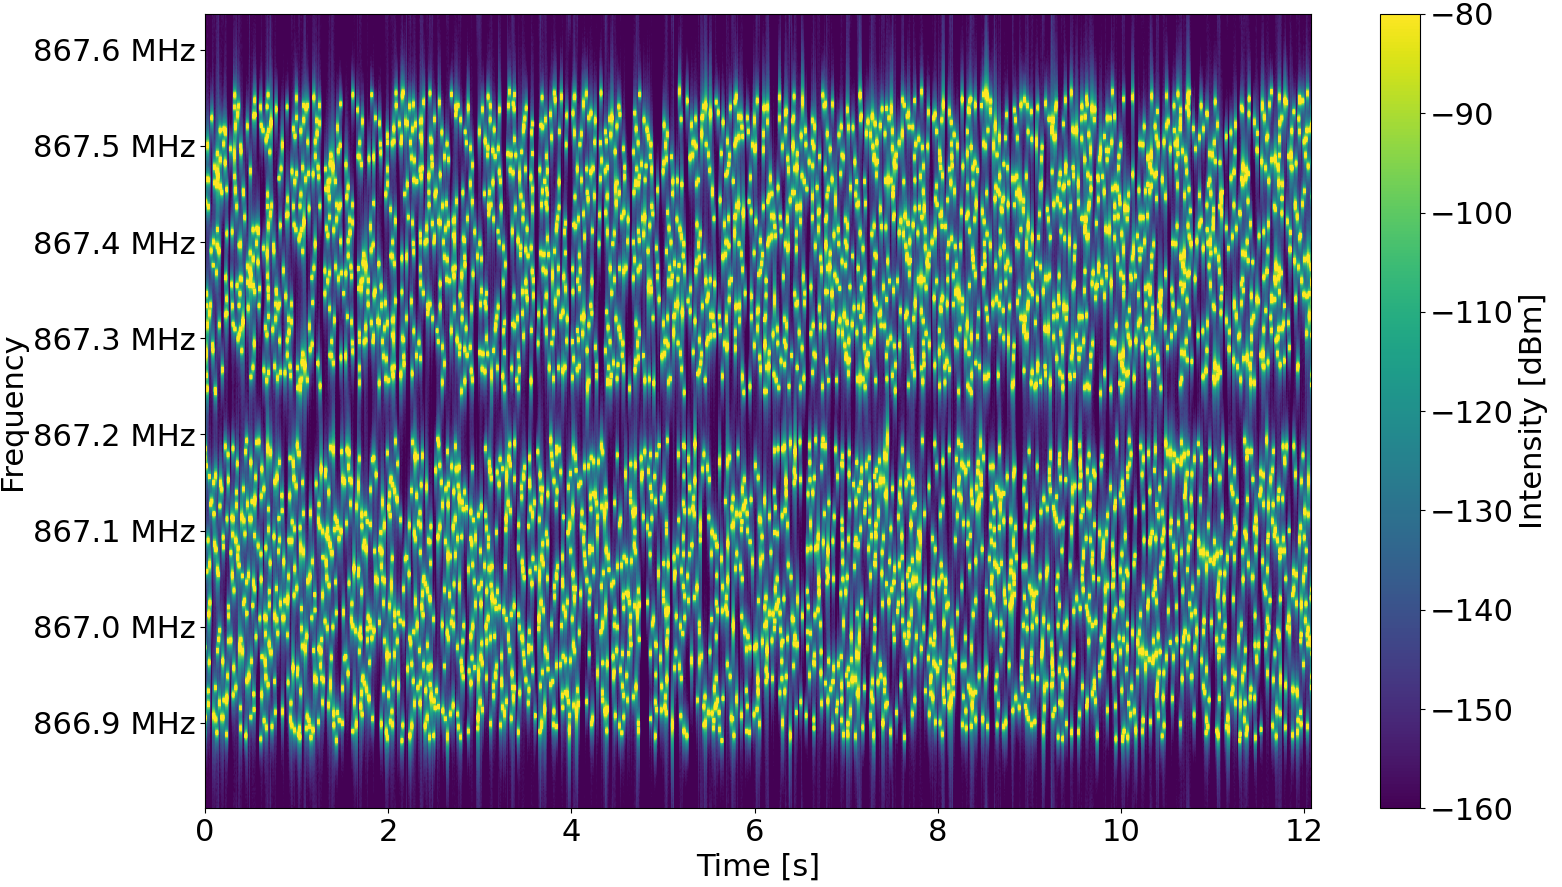 Frequency
867.6 MHz
867.5 MHz
867.4 MHz
867.3 MHz
867.2 MHz
867.1 MHz
867.0 MHz
866.9 MHz
0 2 4 6 8 10 12
Time [s]
−80
−90
−100
−110
−120
−130
−140
−150
−160
Intensity [dBm]